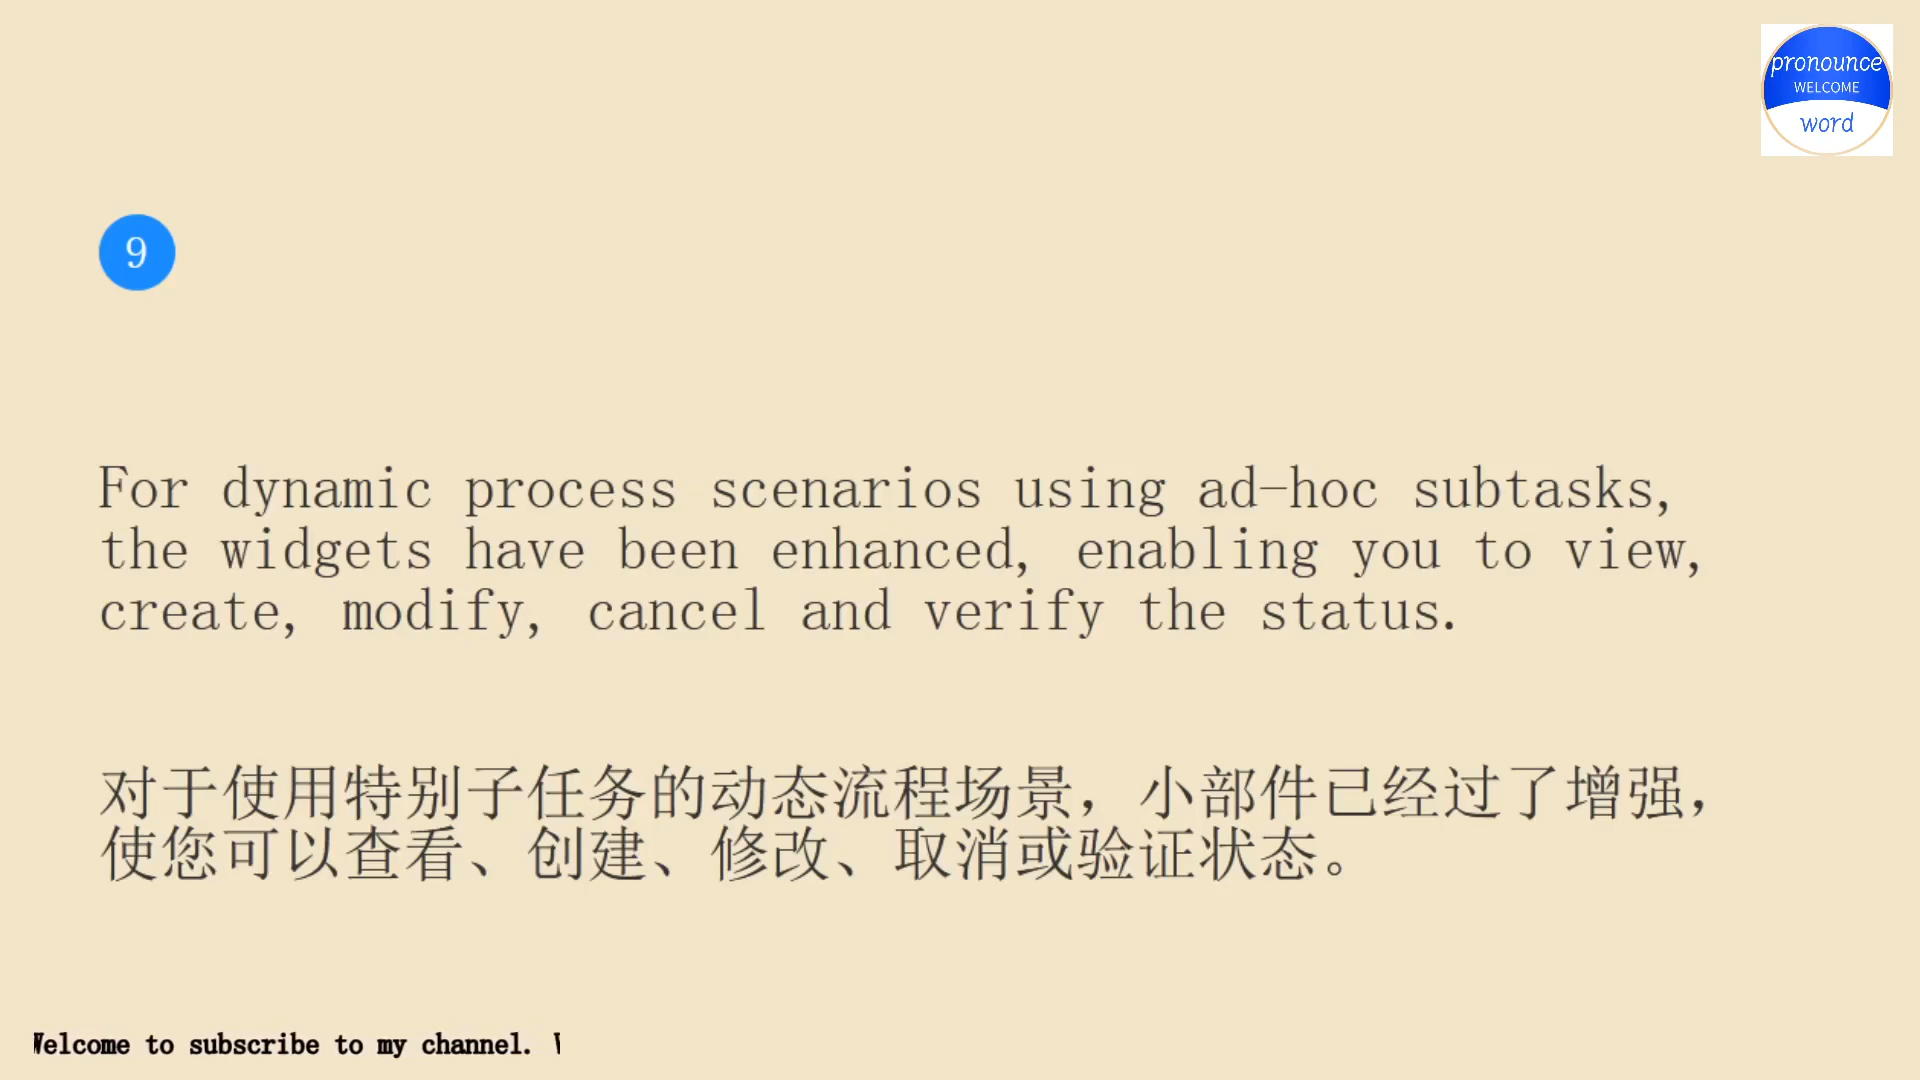 pronounce
WELCOME
word
9
For dynamic process scenarios using ad-hoc subtasks,
the widgets have been enhanced, enabling you to view,
create, modify, cancel and verify the status.
对于使用特别子任务的动态流程场景，小部件已经过了增强，
使您可以查看、创建、修改、取消或验证状态。
Welcome to subscribe to my channel.